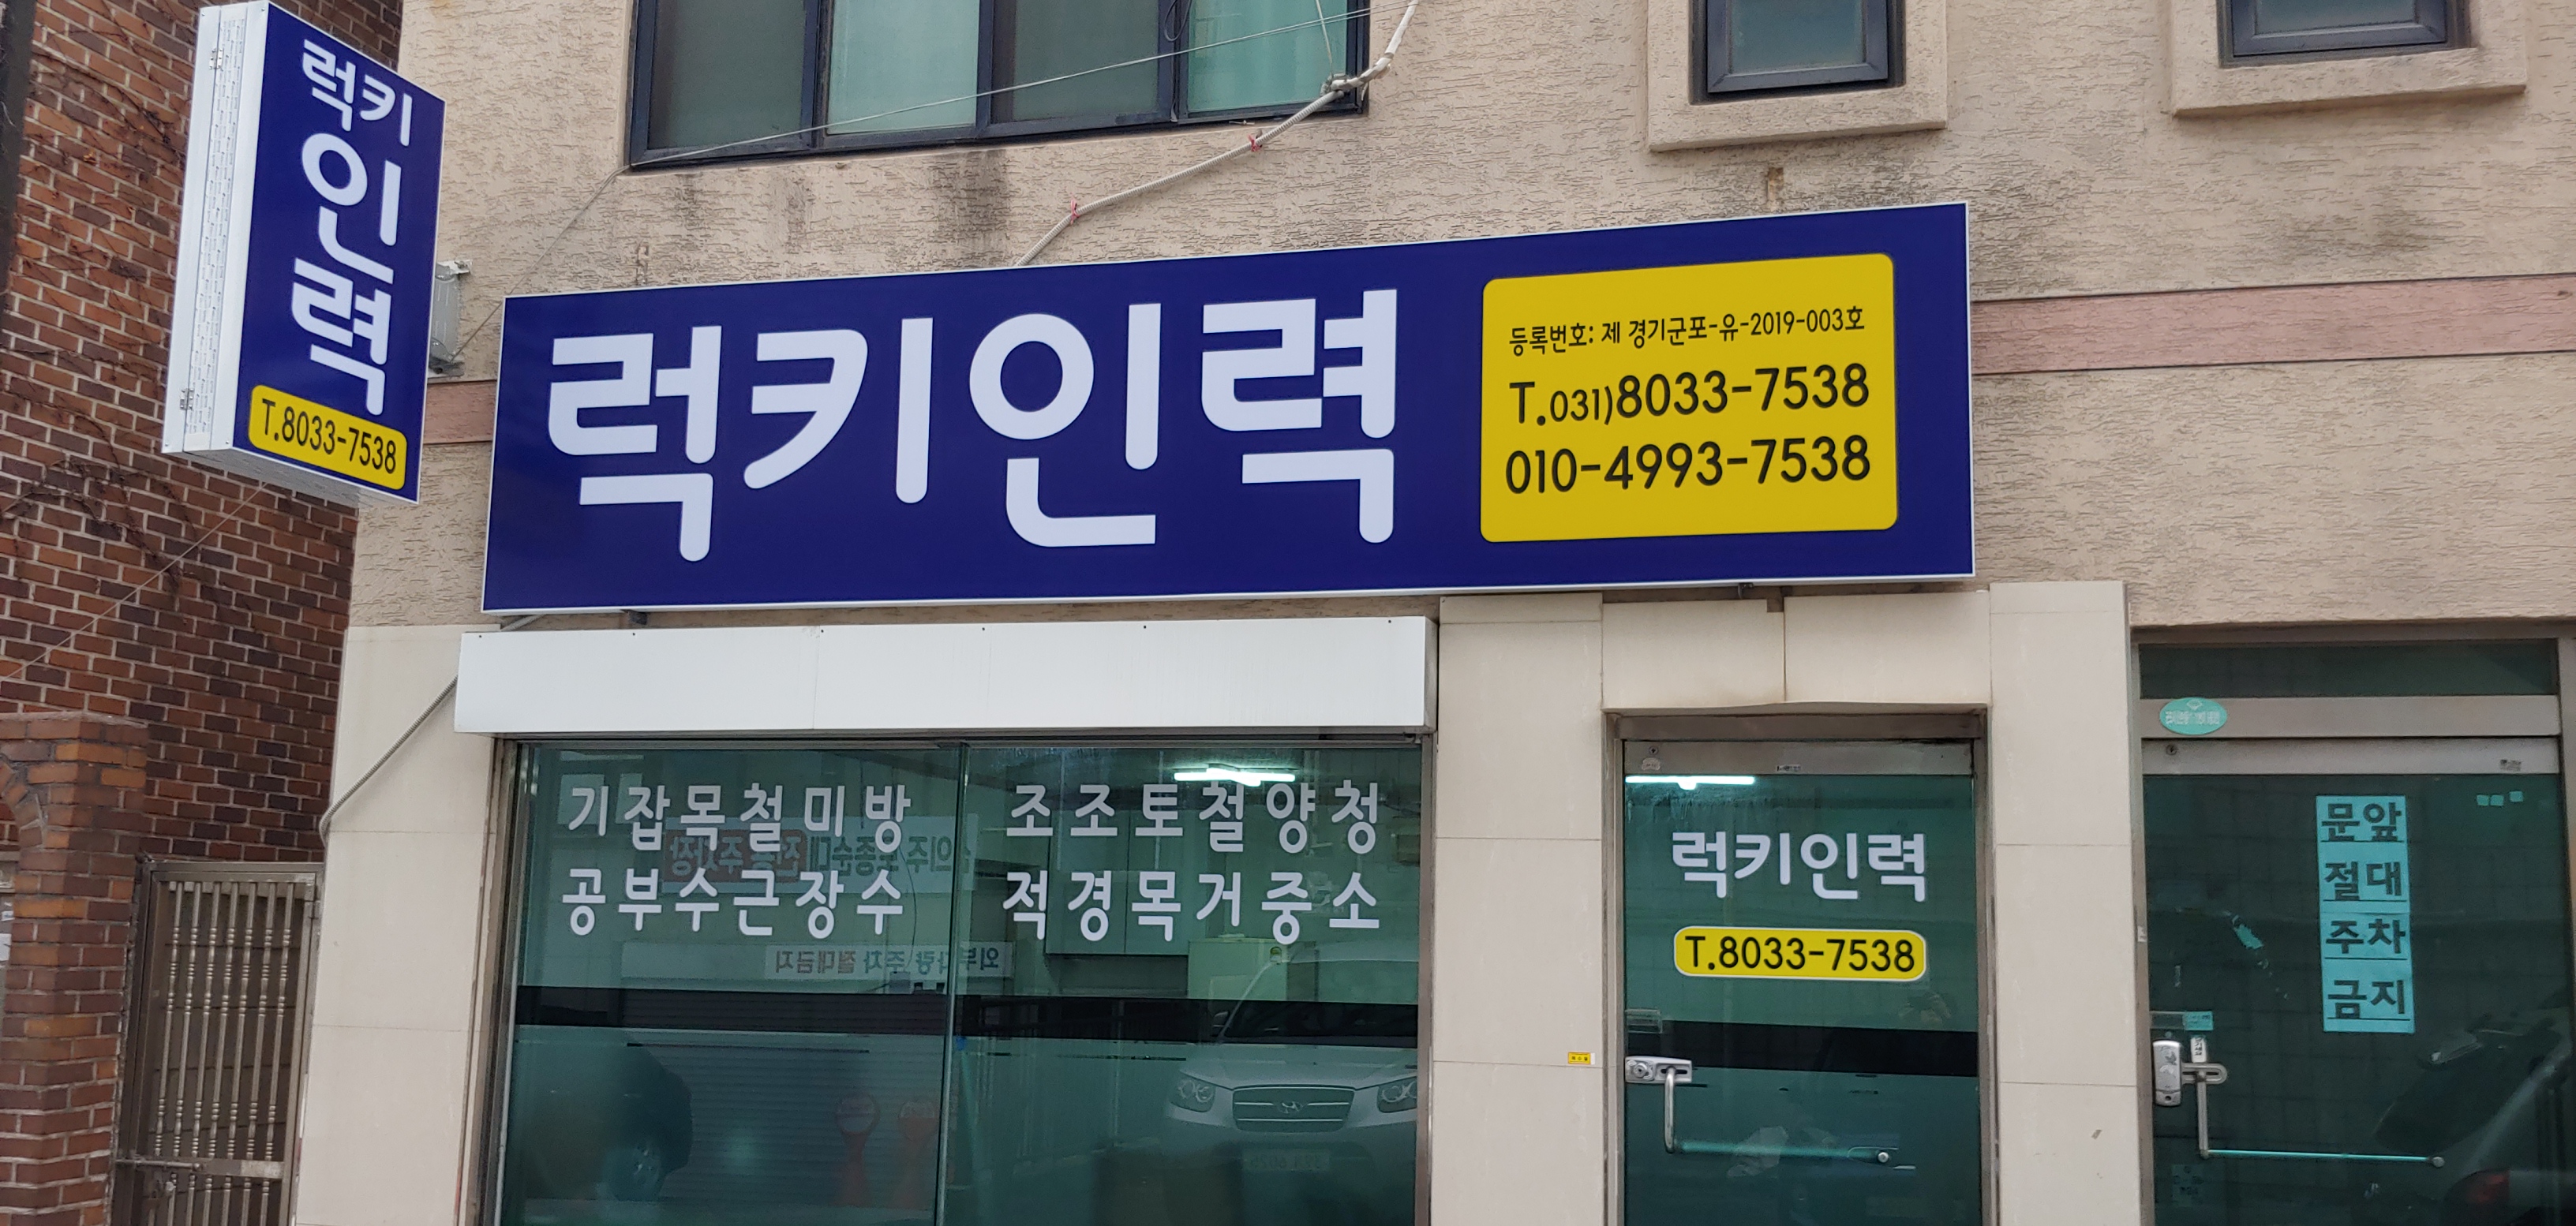 럭키
인력
T.8033-7538
럭키인력
등록번호: 제 경기군포-유-2019-003호
T.031)8033-7538
010-4993-7538
기잡목철미방
공부수근장수
조조토철양청
적경목거중소
럭키인력
T.8033-7538
문앞
절대
주차
금지